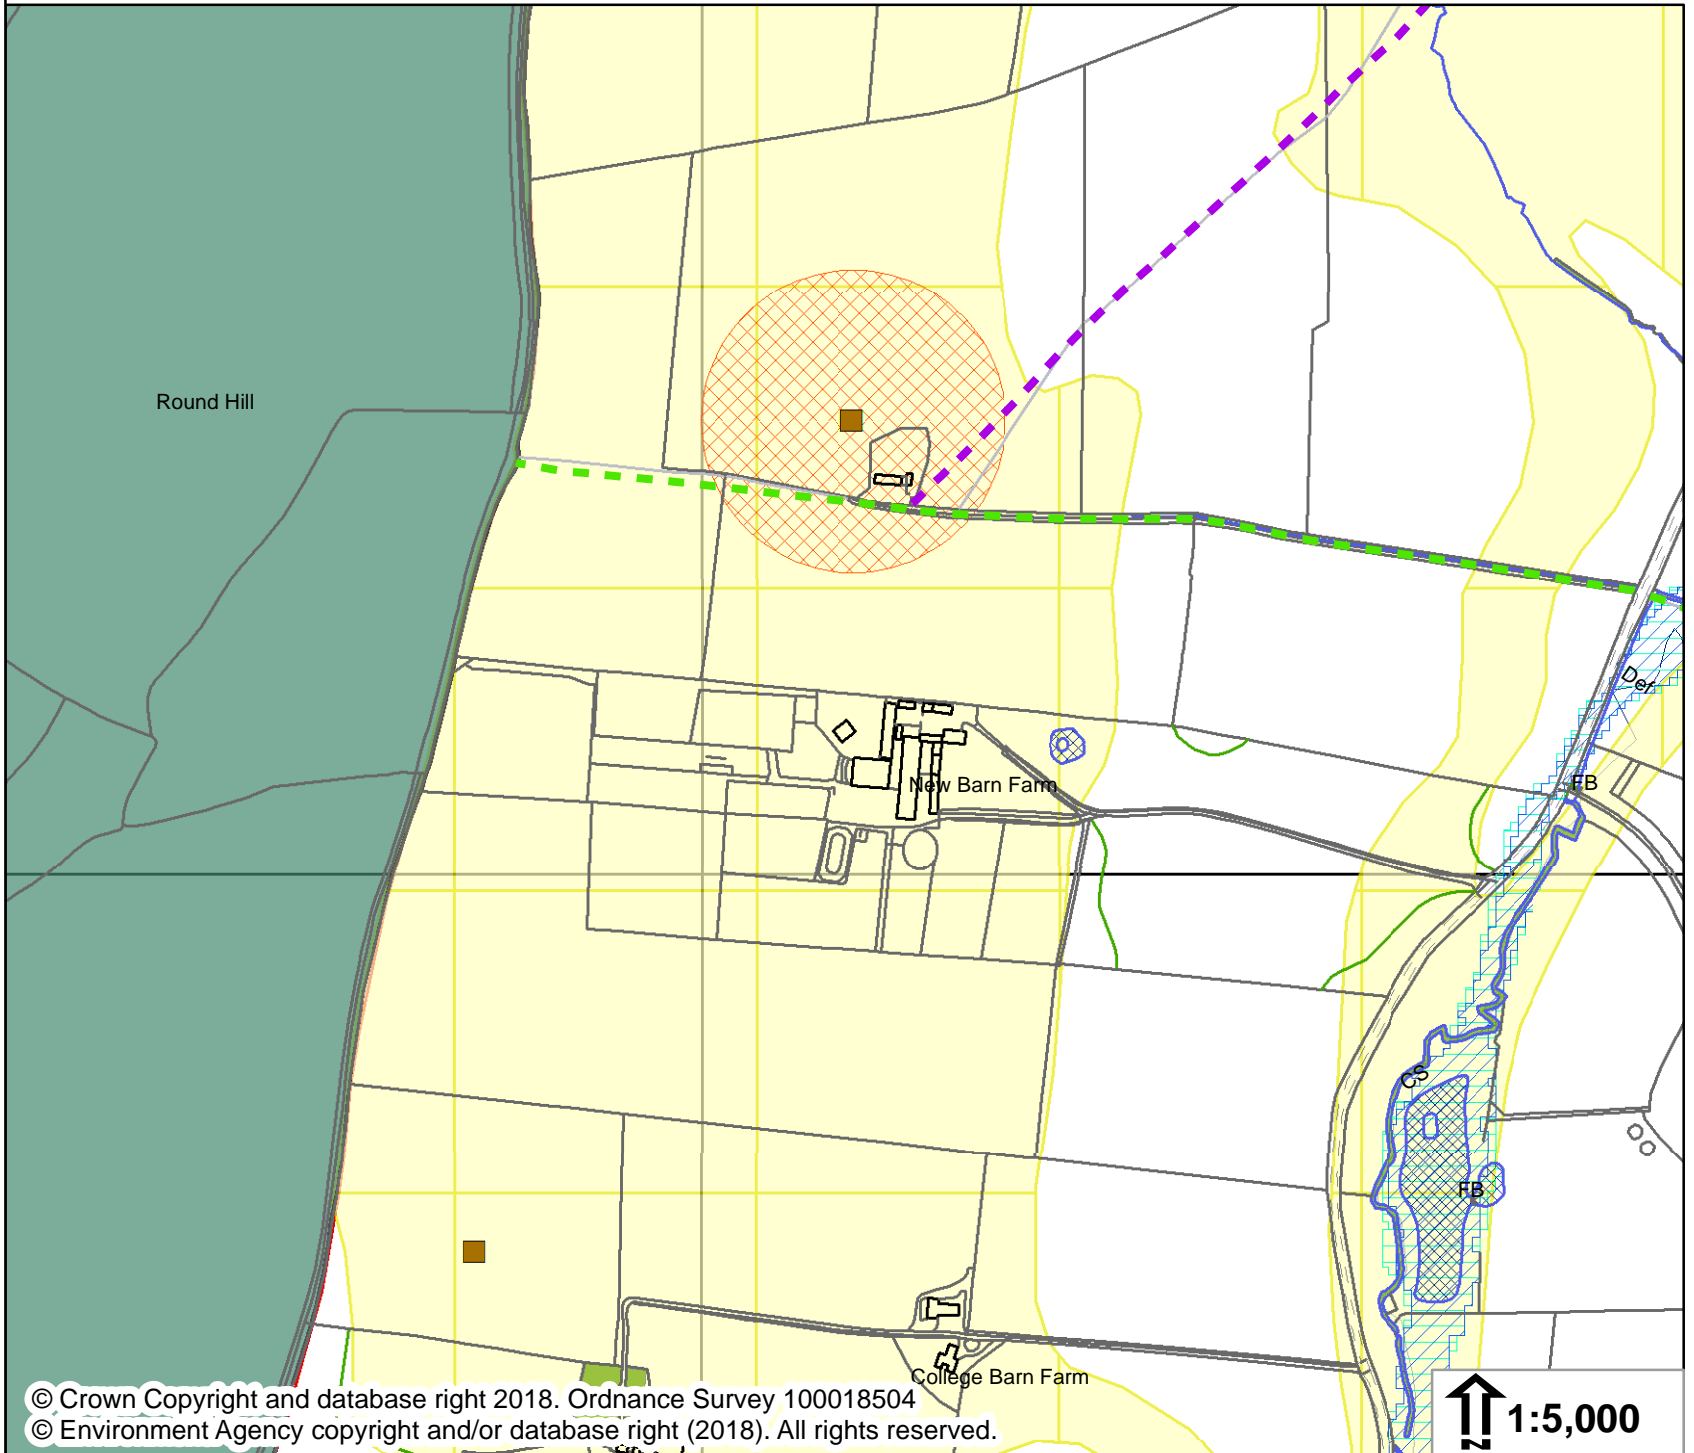 Round Hill
Def
New Barn Farm
FB
CS
FB
College Barn Farm
© Crown Copyright and database right 2018. Ordnance Survey 100018504
© Environment Agency copyright and/or database right (2018). All rights reserved.
N
1:5,000